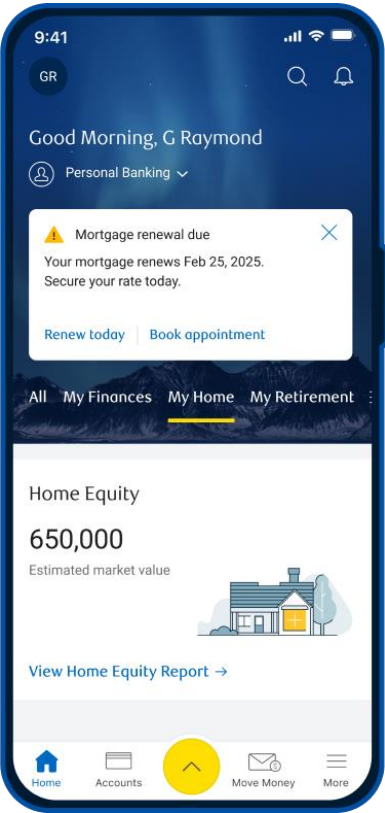 9:41
GR
Good Morning, G Raymond
Personal Banking
Mortgage renewal due
Your mortgage renews Feb 25, 2025.
Secure your rate today.
Renew today Book appointment
All My Finances My Home My Retirement
Home Equity
650,000
Estimated market value
View Home Equity Report →
Home Accounts Move Money More